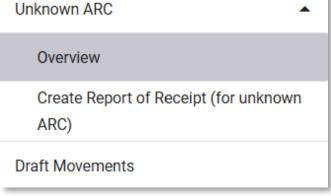 Unknown ARC
Overview
Create Report of Receipt (for unknown
ARC)
Draft Movements